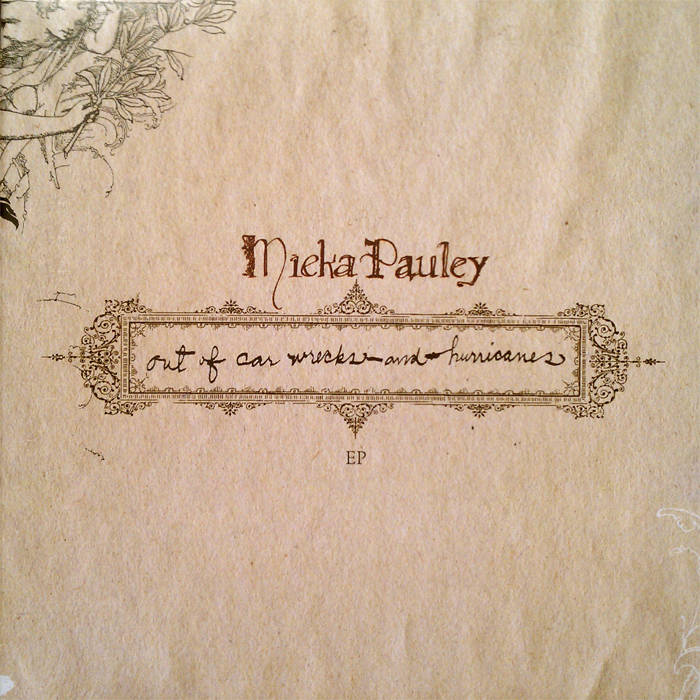 Mieka Pauley
out of car wrecks and hurricanes
EP